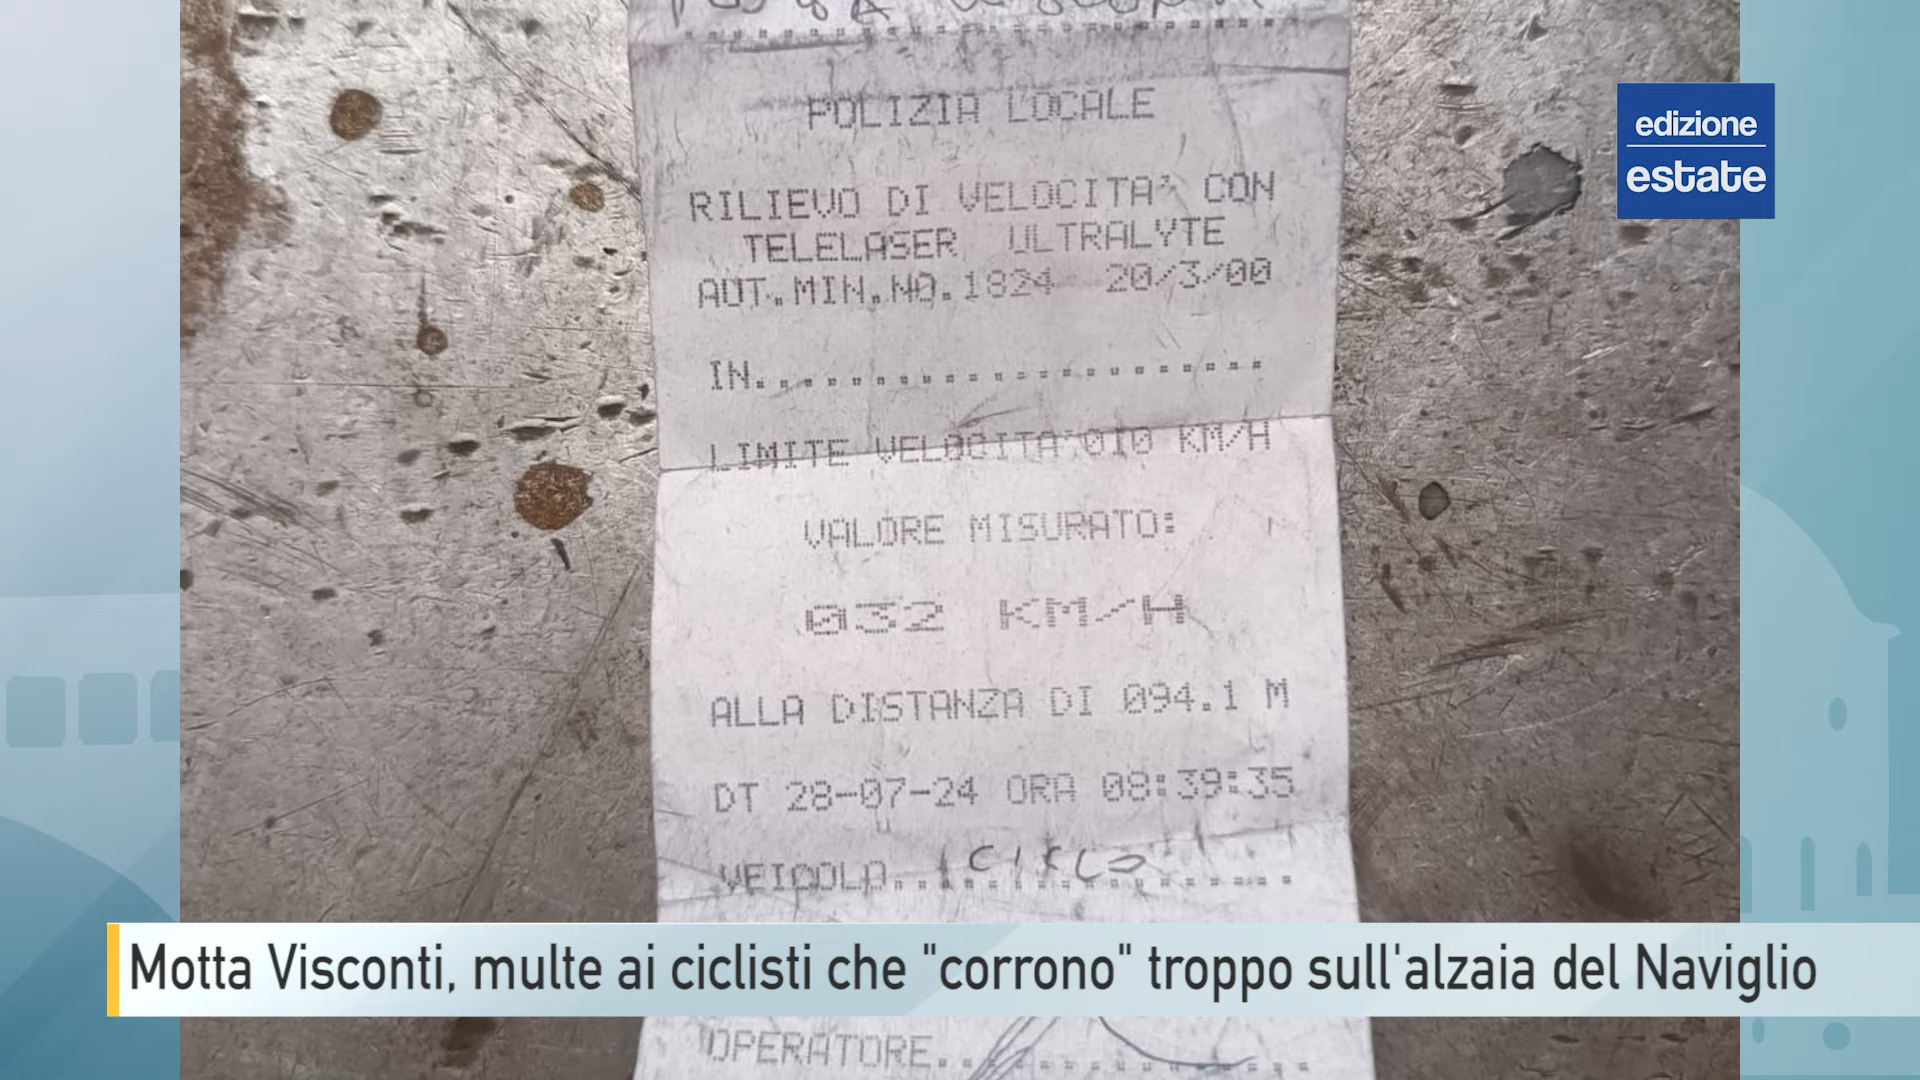 POLIZIA LOCALE
RILIEVO DI VELOCITA' CON
TELELASER ULTRALYTE
AUT.MIN.NO.1824 20/3/00
IN.......................
LIMITE VELOCITA'010 KM/H
VALORE MISURATO:
032 KM/H
ALLA DISTANZA DI 094.1 M
DT 28-07-24 ORA 08:39:35
VEICOLO.................
OPERATORE................
edizione
estate
Motta Visconti, multe ai ciclisti che "corrono" troppo sull'alzaia del Naviglio